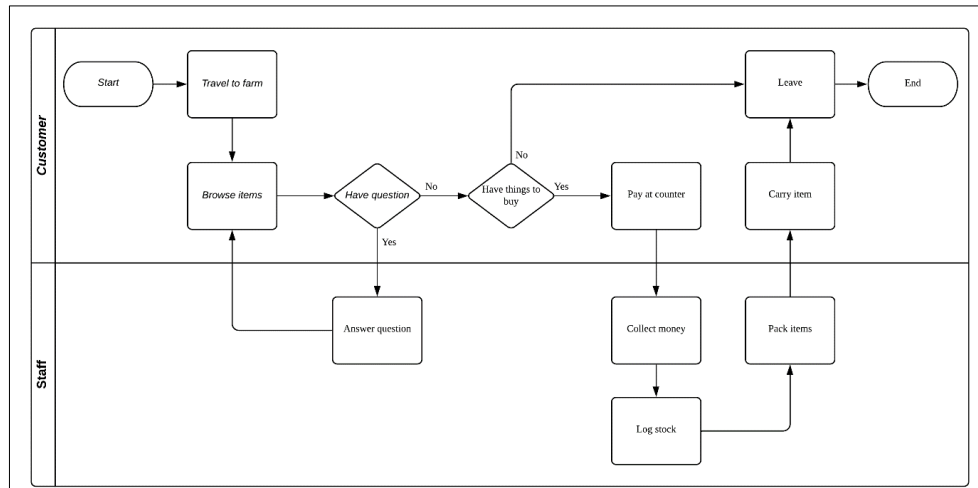 Customer
Start
Travel to farm
Leave
End
No
Browse items
Have question
No
Have things to
buy
Yes
Pay at counter
Carry item
Yes
Staff
Answer question
Collect money
Pack items
Log stock